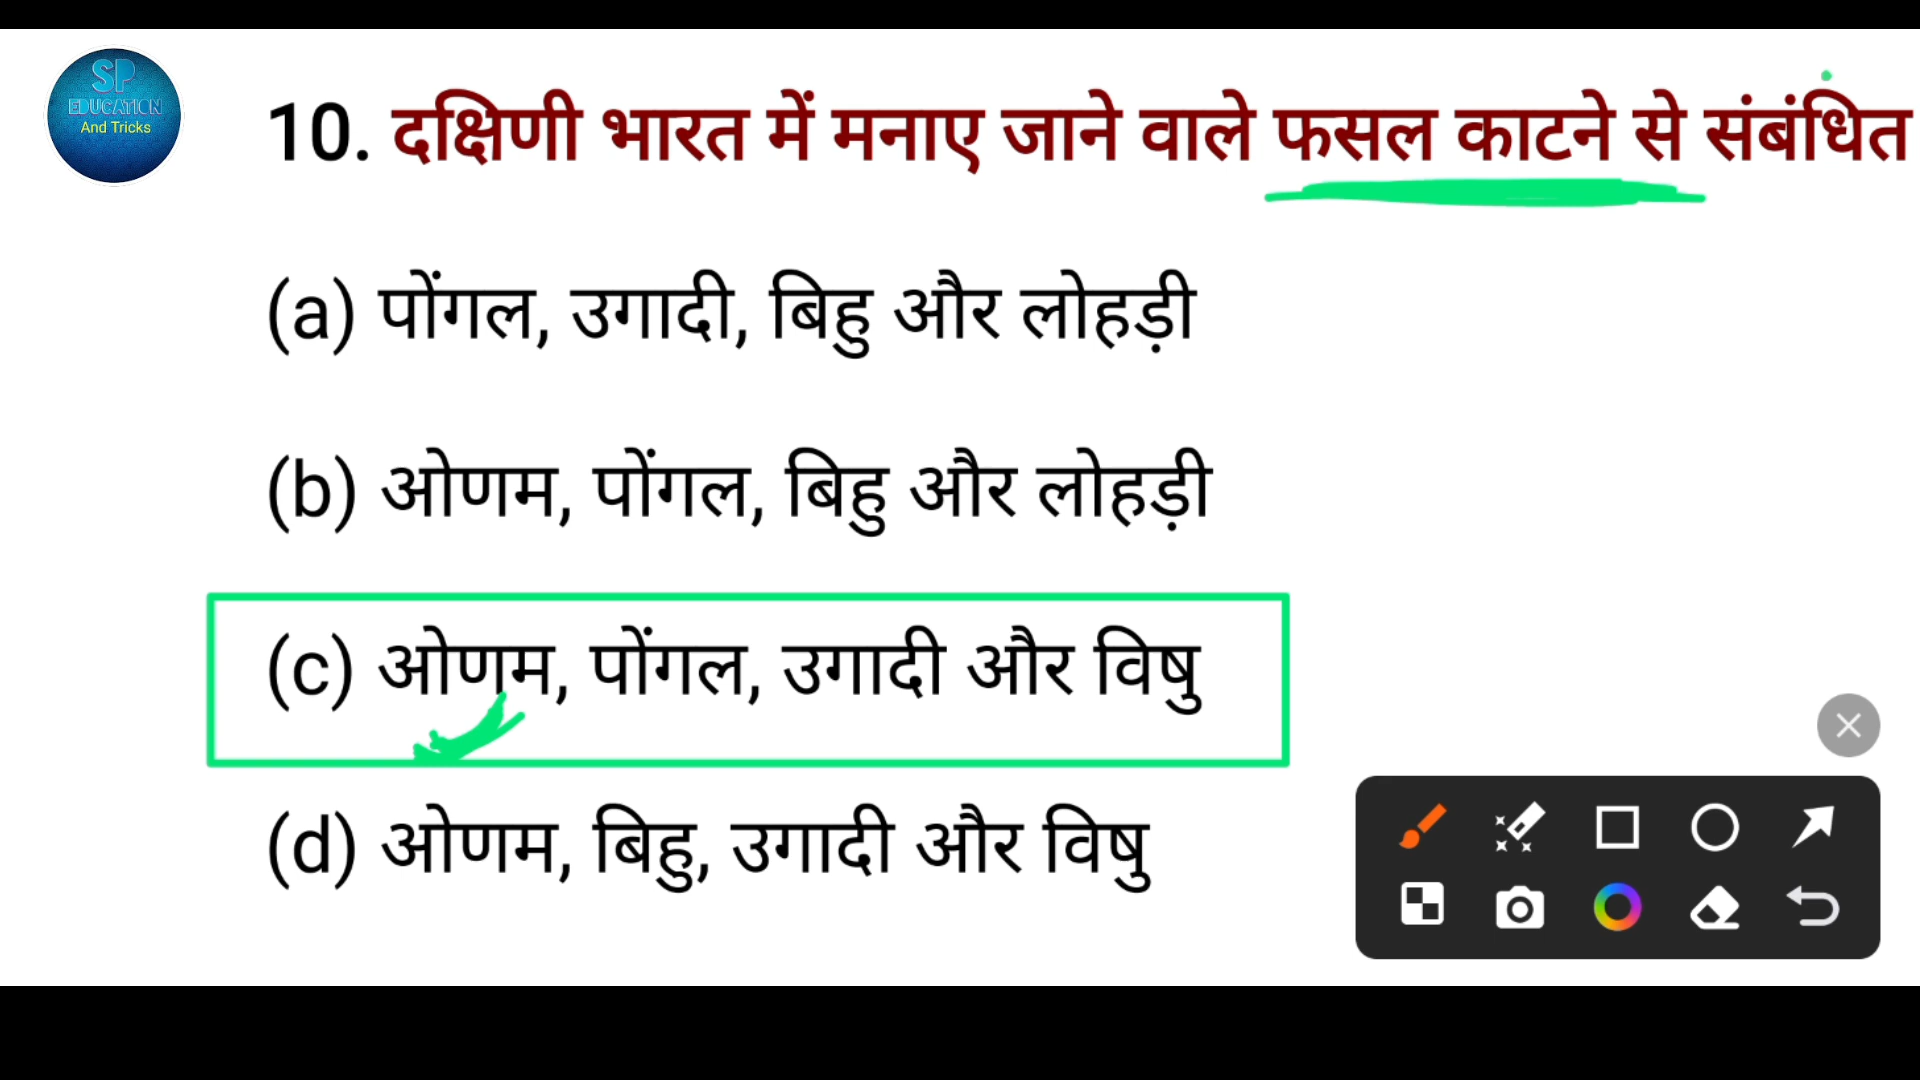 SP
EDUCATION
And Tricks
10. दक्षिणी भारत में मनाए जाने वाले फसल काटने से संबंधित
(a) पोंगल, उगादी, बिहु और लोहड़ी
(b) ओणम, पोंगल, बिहु और लोहड़ी
(c) ओणम, पोंगल, उगादी और विषु
(d) ओणम, बिहु, उगादी और विषु